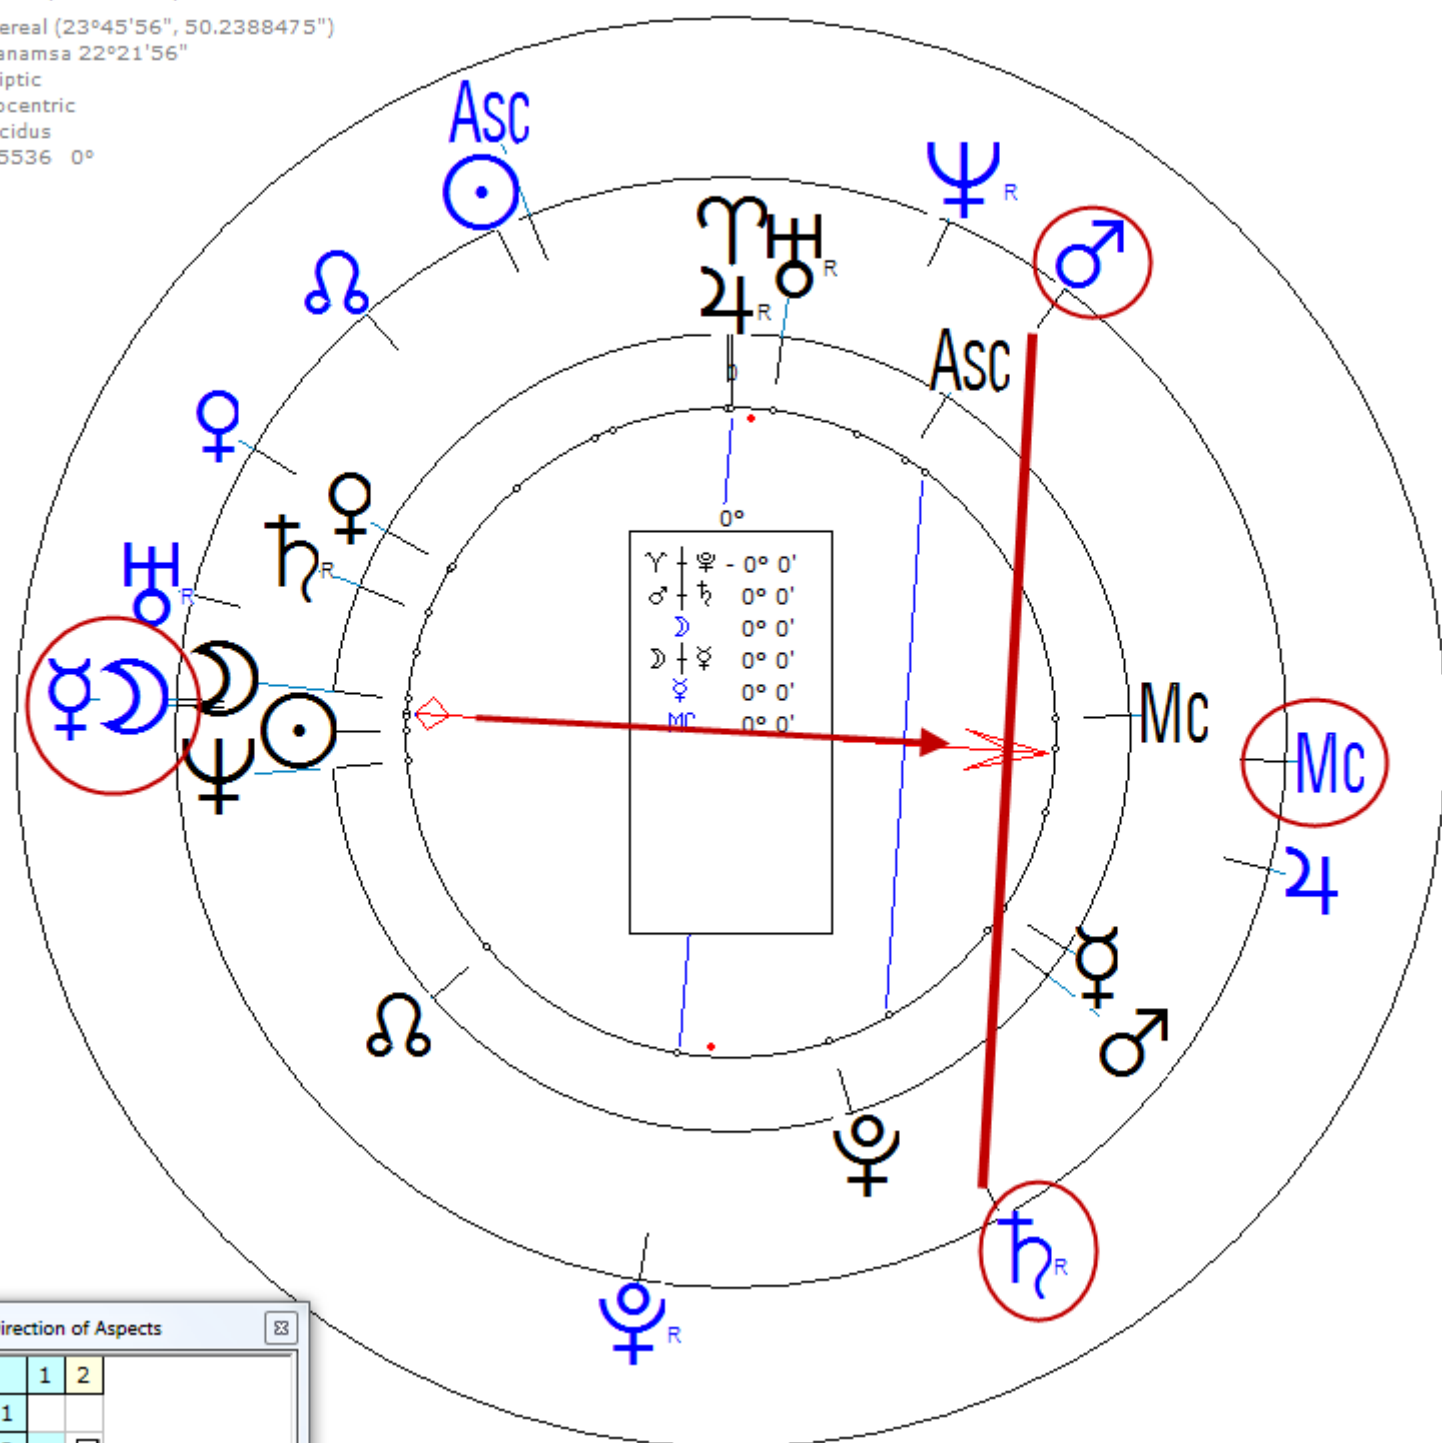 ereal (23°45'56", 50.2388475")
anamsa 22°21'56"
iptic
ocentric
cidus
5536 0°
Asc
☉
♆ R
♂
☊
♈ ♅ R
♃ R
Asc
♀
♀
♄ R
♅ R
0°
♈ ┼ ♇ - 0° 0'
♂ ┼ ♄ 0° 0'
☽ 0° 0'
☽ ┼ ☿ 0° 0'
☿ 0° 0'
MC 0° 0'
☿ ☽ ☽
☉
♆
Mc
Mc
♃
☿
♂
☊
♇
♄ R
♇ R
irection of Aspects
1 2
1